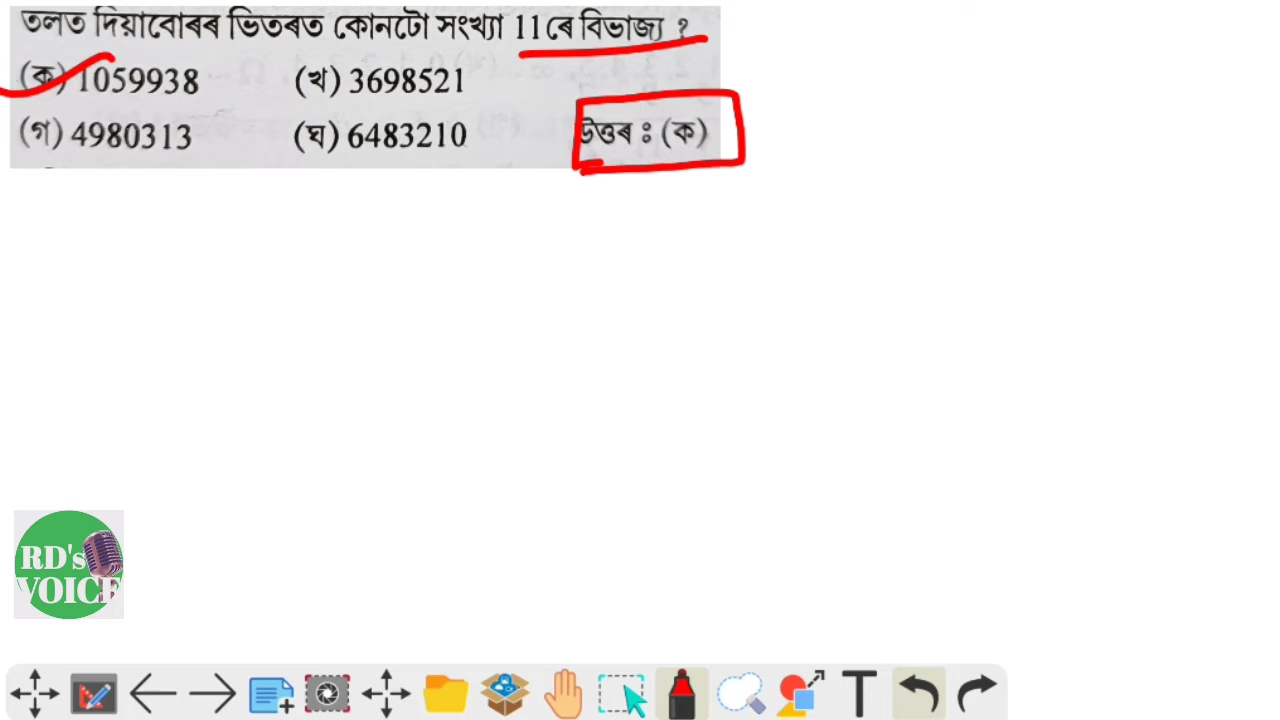 তলত দিয়াবোৰৰ ভিতৰত কোনটো সংখ্যা 11ৰে বিভাজ্য ?
(ক) 1059938 (খ) 3698521
(গ) 4980313 (ঘ) 6483210 উত্তৰ : (ক)
RD's
VOICE
T